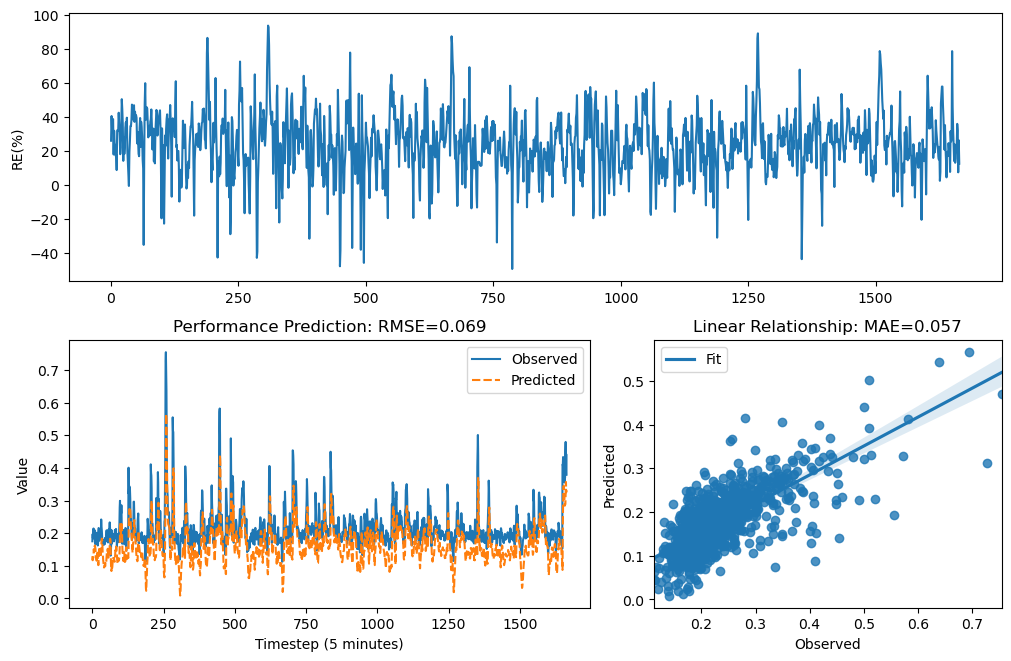 100
80
60
40
20
0
−20
−40
RE(%)
0 250 500 750 1000 1250 1500
Performance Prediction: RMSE=0.069
0.7
0.6
0.5
0.4
0.3
0.2
0.1
0.0
Value
Observed
Predicted
0 250 500 750 1000 1250 1500
Timestep (5 minutes)
Linear Relationship: MAE=0.057
Fit
0.5
0.4
0.3
0.2
0.1
0.0
Predicted
0.2 0.3 0.4 0.5 0.6 0.7
Observed